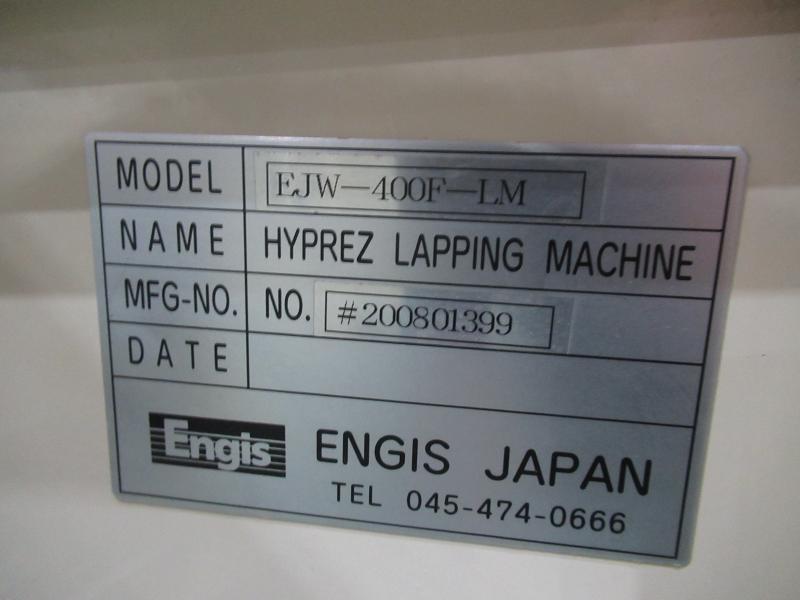 MODEL EJW-400F-LM
NAME HYPREZ LAPPING MACHINE
MFG-NO. NO. #200801399
DATE
Engis ENGIS JAPAN
TEL 045-474-0666